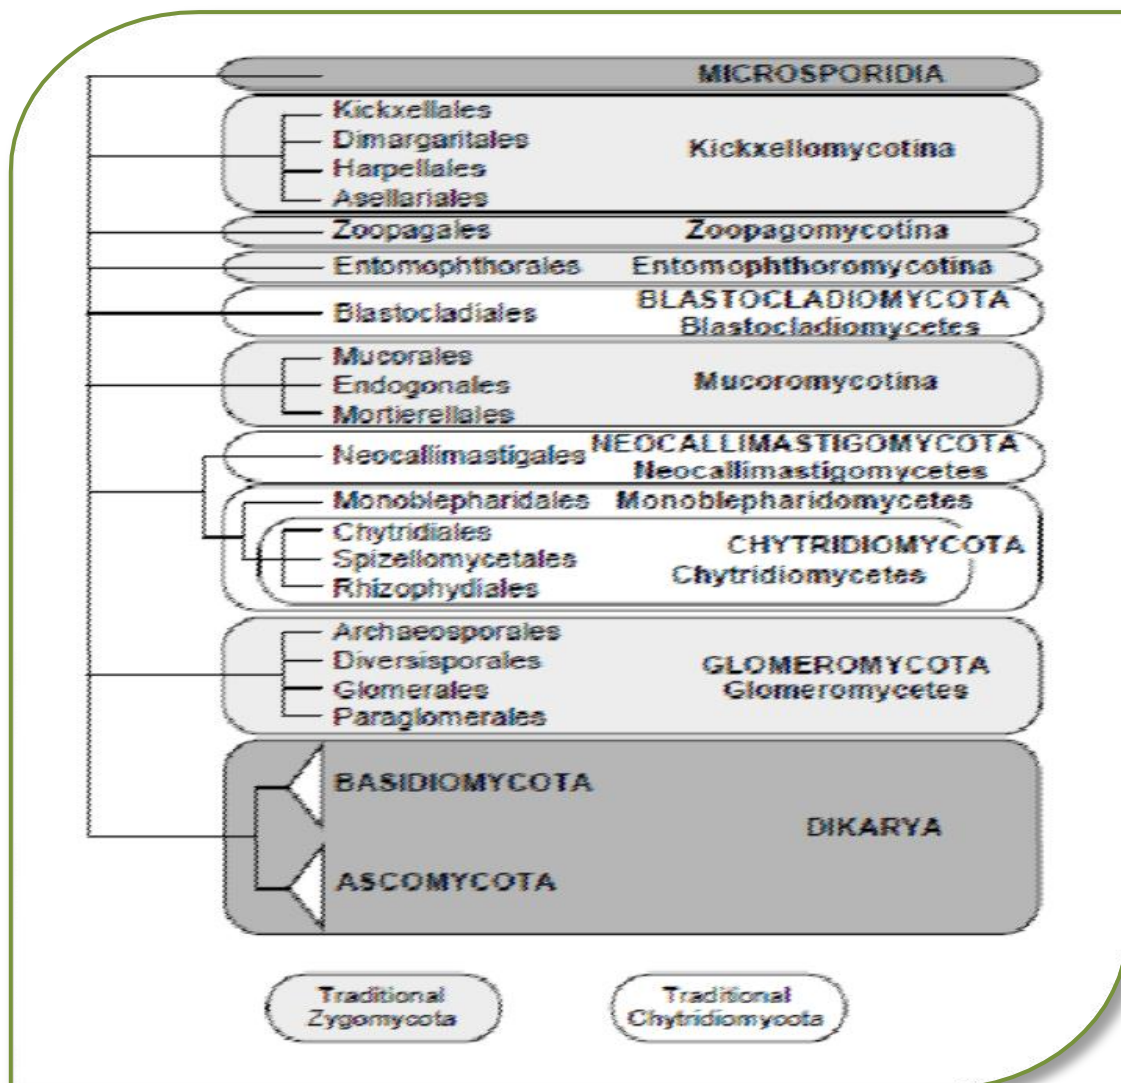 MICROSPORIDIA
Kickxellales
Dimargaritales
Harpellales
Asellariales
Kickxellomycotina
Zoopagales Zoopagomycotina
Entomophthorales Entomophthoromycotina
Blastocladiales
BLASTOCLADIOMYCOTA
Blastocladiomycetes
Mucorales
Endogonales
Mortierellales
Mucoromycotina
Neocallimastigales
NEOCALLIMASTIGOMYCOTA
Neocallimastigomycetes
Monoblepharidales Monoblepharidomycetes
Chytridiales
Spizellomycetales
Rhizophydiales
CHYTRIDIOMYCOTA
Chytridiomycetes
Archaeosporales
Diversisporales
Glomerales
Paraglomerales
GLOMEROMYCOTA
Glomeromycetes
BASIDIOMYCOTA
ASCOMYCOTA
DIKARYA
Traditional
Zygomycota
Traditional
Chytridiomycota